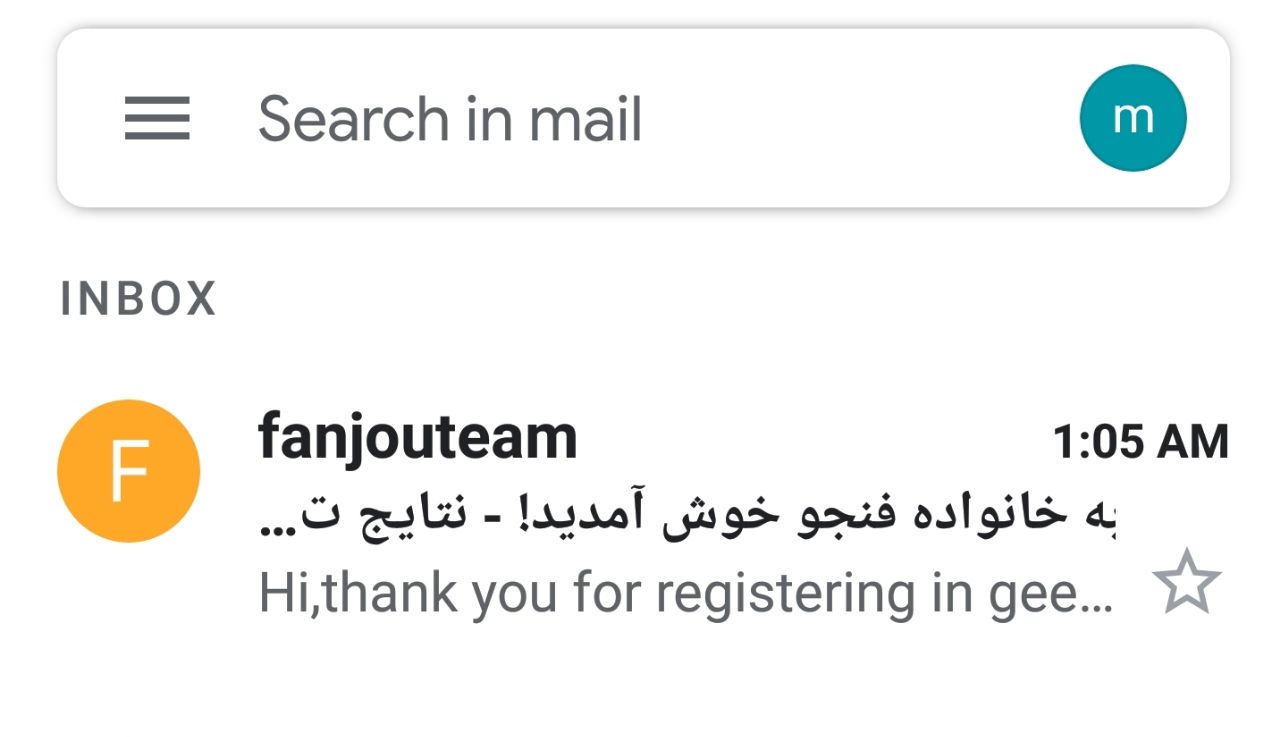 Search in mail
m
INBOX
F
fanjouteam
1:05 AM
به خانواده فنجو خوش آمدید! - نتایج ت...
Hi,thank you for registering in gee...